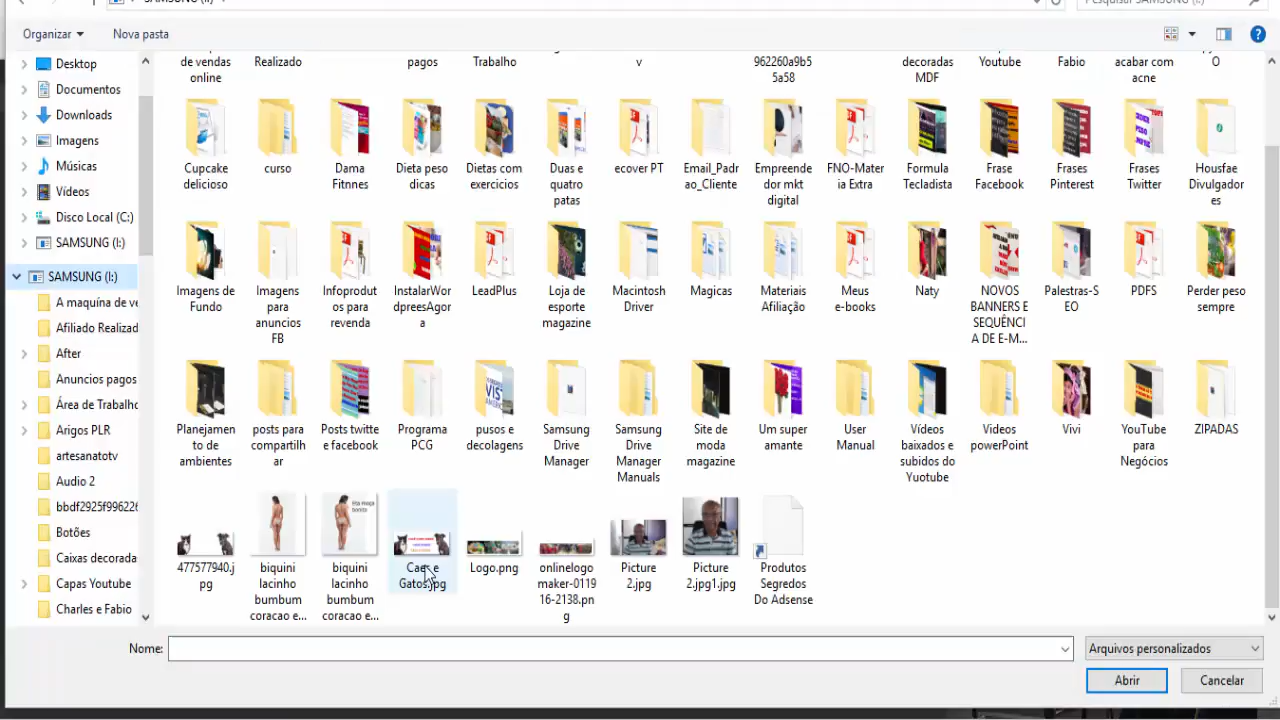 SAMSUNG (I:)
Pesquisar SAMSUNG (I:)
Organizar
Nova pasta
Desktop
Documentos
Downloads
Imagens
Músicas
Vídeos
Disco Local (C:)
SAMSUNG (I:)
SAMSUNG (I:)
A maquína de ve
Afiliado Realizad
After
Anuncios pagos
Área de Trabalho
Arigos PLR
artesanatotv
Audio 2
bbdf2925f996226
Botões
Caixas decorada
Capas Youtube
Charles e Fabio
de vendas
online
Realizado
pagos
Trabalho
v
962260a9b5
5a58
decoradas
MDF
Youtube
Fabio
acabar com
acne
O
Cupcake
delicioso
curso
Dama
Fitnnes
Dieta peso
dicas
Dietas com
exercicios
Duas e
quatro
patas
ecover PT
Email_Padr
ao_Cliente
Empreende
dor mkt
digital
FNO-Mater
ia Extra
Formula
Tecladista
Frase
Facebook
Frases
Pinterest
Frases
Twitter
Housfae
Divulgador
es
Imagens de
Fundo
Imagens
para
anuncios
FB
Infoprodut
os para
revenda
InstalarWor
dpreesAgor
a
LeadPlus
Loja de
esporte
magazine
Macintosh
Driver
Magicas
Materiais
Afiliação
Meus
e-books
Naty
NOVOS
BANNERS E
SEQUÊNCI
A DE E-M...
Palestras-S
EO
PDFS
Perder peso
sempre
Planejamen
to de
ambientes
posts para
compartilh
ar
Posts twitte
e facebook
Programa
PCG
pusos e
decolagens
Samsung
Drive
Manager
Samsung
Drive
Manager
Manuals
Site de
moda
magazine
Um super
amante
User
Manual
Vídeos
baixados e
subidos do
Yuotube
Videos
powerPoint
Vivi
YouTube
para
Negócios
ZIPADAS
477577940.j
pg
biquini
lacinho
bumbum
coracao e...
biquini
lacinho
bumbum
coracao e...
Caes e
Gatos.jpg
Logo.png
onlinelogo
maker-0119
16-2138.pn
g
Picture
2.jpg
Picture
2.jpg1.jpg
Produtos
Segredos
Do Adsense
Nome:
Arquivos personalizados
Abrir
Cancelar